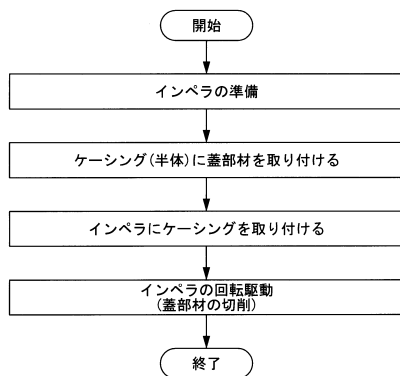 開始
インペラの準備
ケーシング(半体)に蓋部材を取り付ける
インペラにケーシングを取り付ける
インペラの回転駆動
(蓋部材の切削)
終了